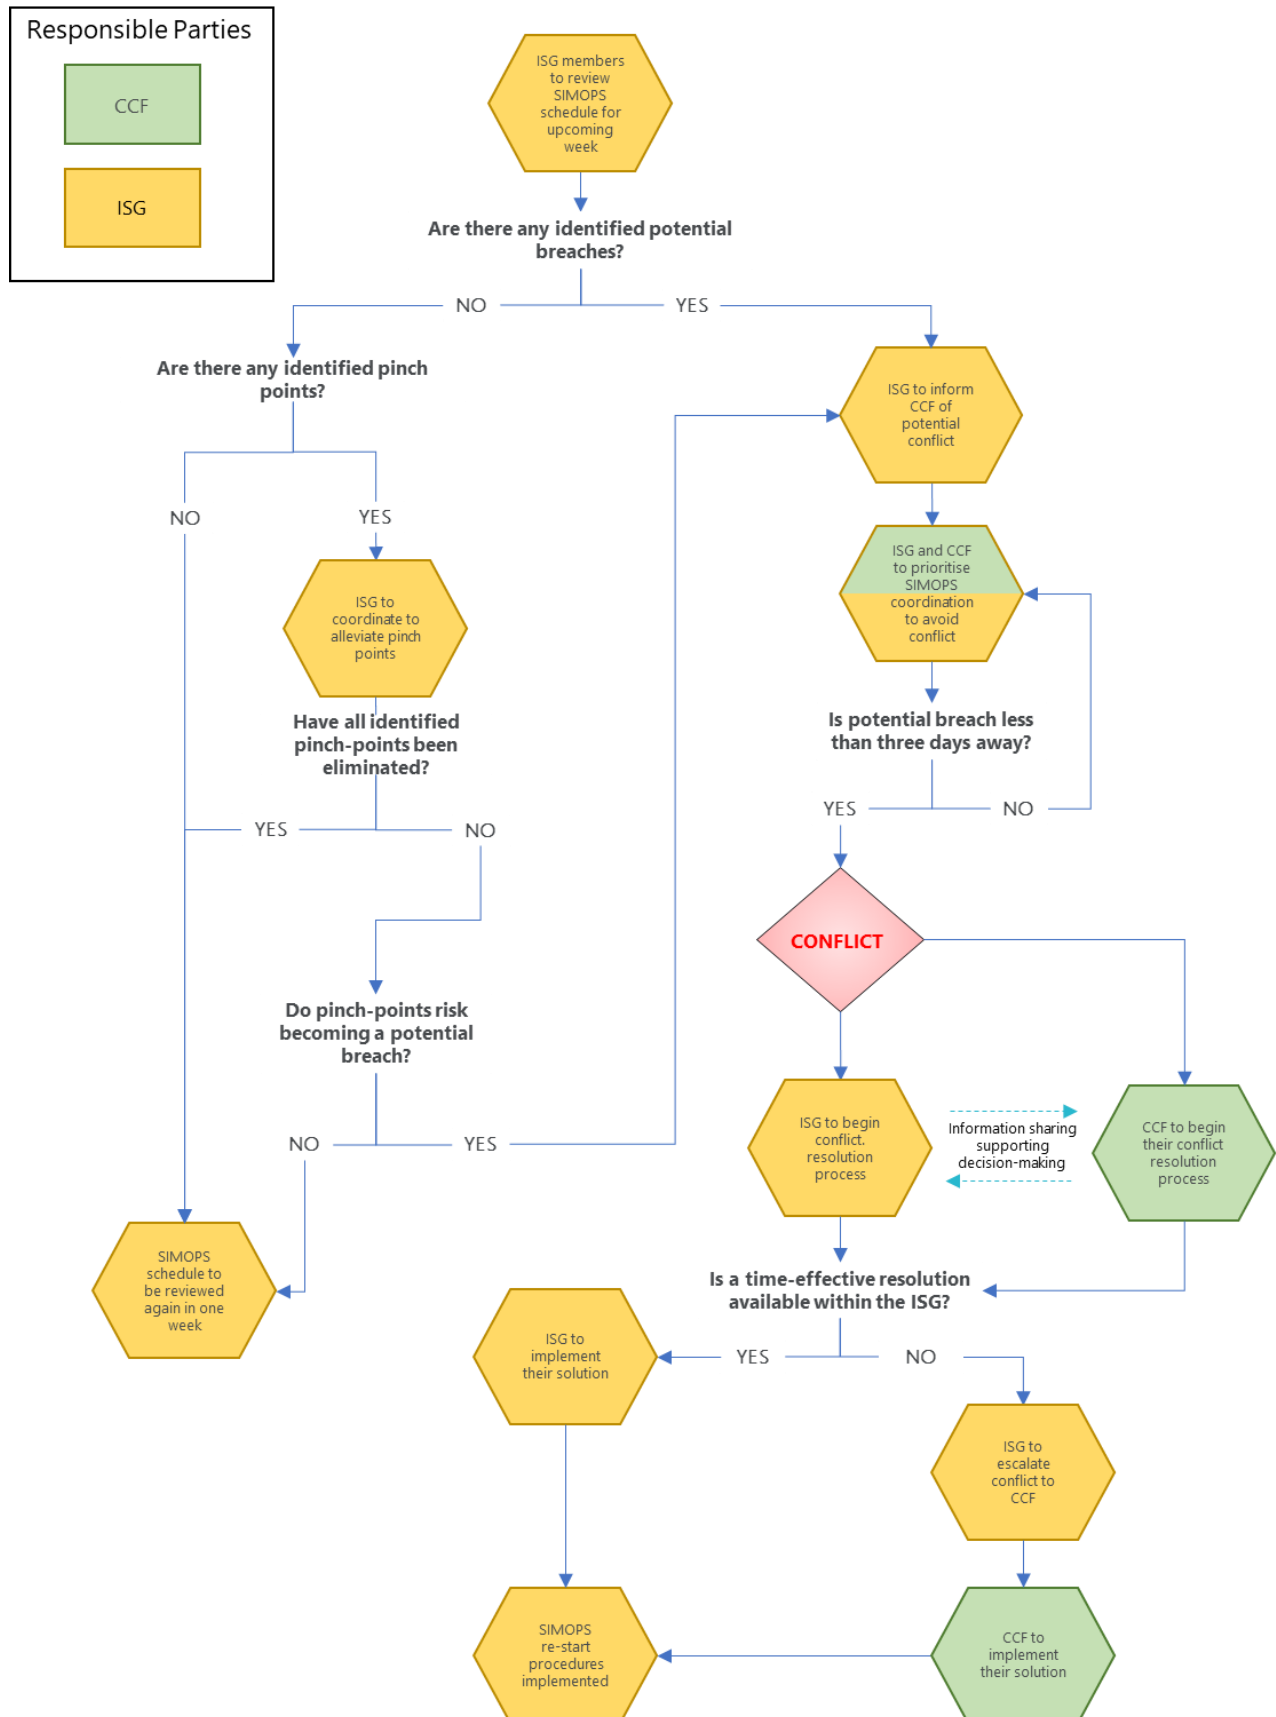 Responsible Parties
CCF
ISG
ISG members
to review
SIMOPS
schedule for
upcoming
week
Are there any identified potential
breaches?
NO
YES
Are there any identified pinch
points?
ISG to inform
CCF of
potential
conflict
NO
YES
ISG and CCF
to prioritise
SIMOPS
coordination
to avoid
conflict
ISG to
coordinate to
alleviate pinch
points
Have all identified
pinch-points been
eliminated?
Is potential breach less
than three days away?
YES
NO
YES
NO
CONFLICT
Do pinch-points risk
becoming a potential
breach?
NO
YES
ISG to begin
conflict.
resolution
process
Information sharing
supporting
decision-making
CCF to begin
their conflict
resolution
process
SIMOPS
schedule to
be reviewed
again in one
week
Is a time-effective resolution
available within the ISG?
YES
NO
ISG to
implement
their solution
ISG to
escalate
conflict to
CCF
SIMOPS
re-start
procedures
implemented
CCF to
implement
their solution